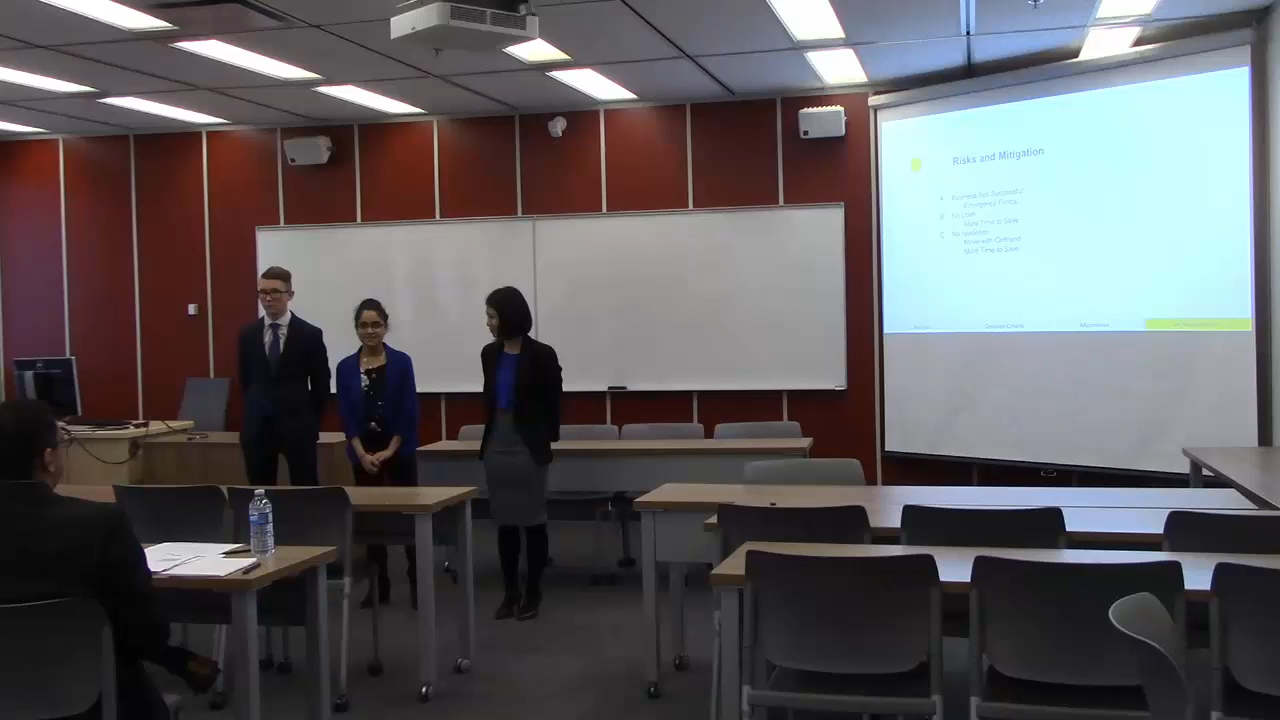 Risks and Mitigation
A. Business Not Successful
Emergency Funds
B. No Loan
More Time to Save
C. No residence
Move with Girlfriend
More Time to Save
Decision Criteria
Alternatives